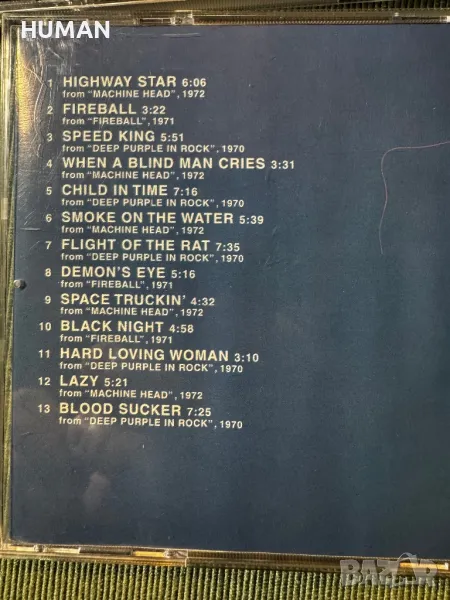 HUMAN
1 HIGHWAY STAR 6:06
from "MACHINE HEAD", 1972
2 FIREBALL 3:22
from "FIREBALL", 1971
3 SPEED KING 5:51
from "DEEP PURPLE IN ROCK", 1970
4 WHEN A BLIND MAN CRIES 3:31
from "MACHINE HEAD", 1972
5 CHILD IN TIME 7:16
from "DEEP PURPLE IN ROCK", 1970
6 SMOKE ON THE WATER 5:39
from "MACHINE HEAD", 1972
7 FLIGHT OF THE RAT 7:35
from "DEEP PURPLE IN ROCK", 1970
8 DEMON'S EYE 5:16
from "FIREBALL", 1971
9 SPACE TRUCKIN' 4:32
from "MACHINE HEAD", 1972
10 BLACK NIGHT 4:58
from "FIREBALL", 1971
11 HARD LOVING WOMAN 3:10
from "DEEP PURPLE IN ROCK", 1970
12 LAZY 5:21
from "MACHINE HEAD", 1972
13 BLOOD SUCKER 7:25
from "DEEP PURPLE IN ROCK", 1970
BAZAR